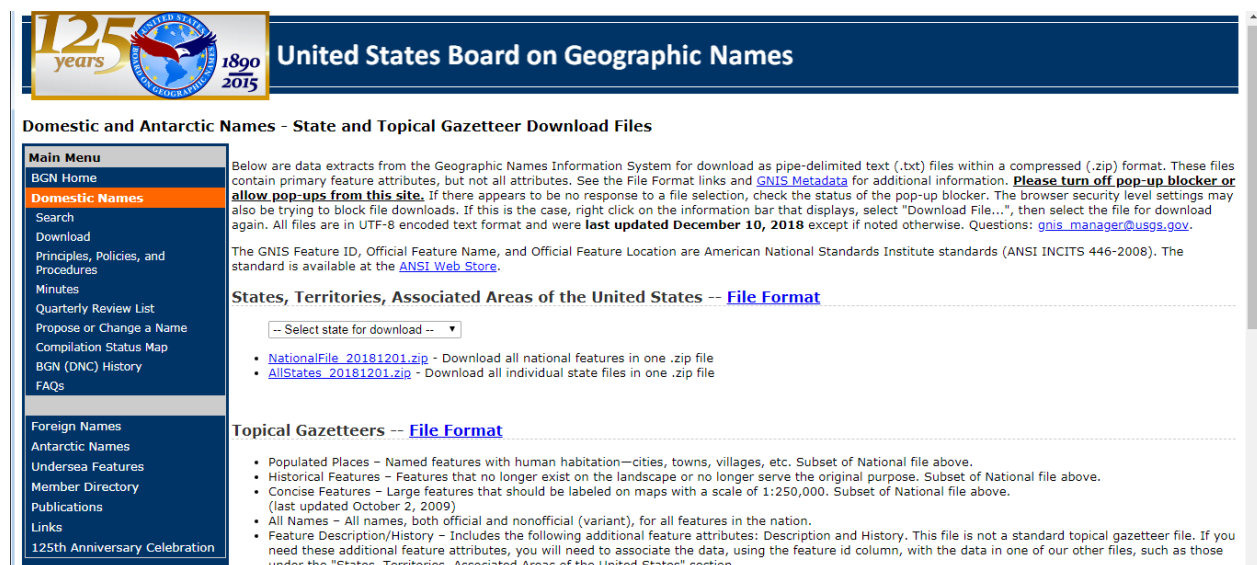 125
years
UNITED STATES
BOARD ON GEOGRAPHIC
1890
2015
United States Board on Geographic Names
Domestic and Antarctic Names - State and Topical Gazetteer Download Files
Main Menu
BGN Home
Domestic Names
Search
Download
Principles, Policies, and
Procedures
Minutes
Quarterly Review List
Propose or Change a Name
Compilation Status Map
BGN (DNC) History
FAQs
Foreign Names
Antarctic Names
Undersea Features
Member Directory
Publications
Links
125th Anniversary Celebration
Below are data extracts from the Geographic Names Information System for download as pipe-delimited text (.txt) files within a compressed (.zip) format. These files
contain primary feature attributes, but not all attributes. See the File Format links and GNIS Metadata for additional information. Please turn off pop-up blocker or
allow pop-ups from this site. If there appears to be no response to a file selection, check the status of the pop-up blocker. The browser security level settings may
also be trying to block file downloads. If this is the case, right click on the information bar that displays, select "Download File...", then select the file for download
again. All files are in UTF-8 encoded text format and were last updated December 10, 2018 except if noted otherwise. Questions: gnis_manager@usgs.gov.
The GNIS Feature ID, Official Feature Name, and Official Feature Location are American National Standards Institute standards (ANSI INCITS 446-2008). The
standard is available at the ANSI Web Store.
States, Territories, Associated Areas of the United States -- File Format
-- Select state for download --
• NationalFile_20181201.zip - Download all national features in one .zip file
• AllStates_20181201.zip - Download all individual state files in one .zip file
Topical Gazetteers -- File Format
• Populated Places – Named features with human habitation—cities, towns, villages, etc. Subset of National file above.
• Historical Features – Features that no longer exist on the landscape or no longer serve the original purpose. Subset of National file above.
• Concise Features – Large features that should be labeled on maps with a scale of 1:250,000. Subset of National file above.
(last updated October 2, 2009)
• All Names – All names, both official and nonofficial (variant), for all features in the nation.
• Feature Description/History – Includes the following additional feature attributes: Description and History. This file is not a standard topical gazetteer file. If you
need these additional feature attributes, you will need to associate the data, using the feature id column, with the data in one of our other files, such as those
under the "States, Territories, Associated Areas of the United States" section.